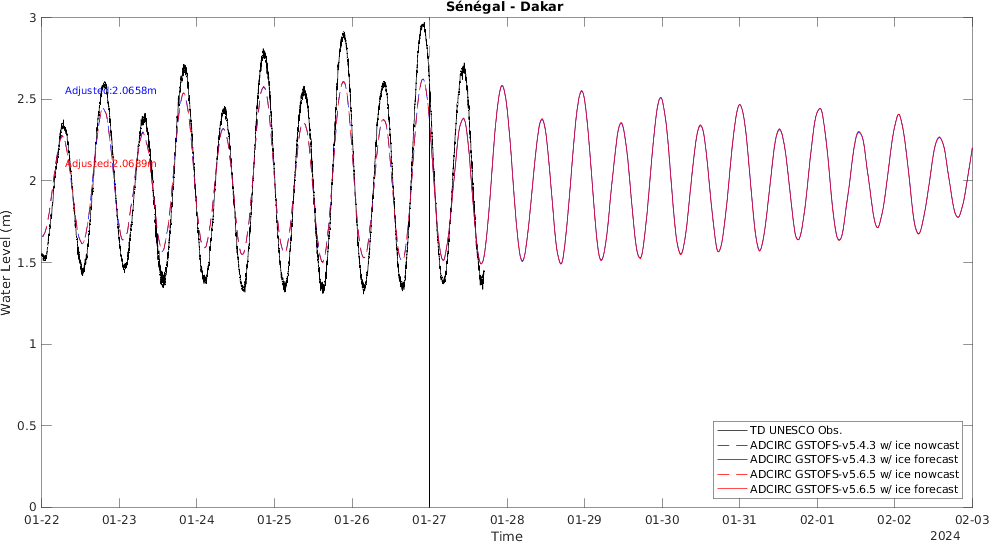 Sénégal - Dakar
3
2.5
2
1.5
1
0.5
0
Water Level (m)
Adjusted:2.0658m
Adjusted:2.0639m
TD UNESCO Obs.
ADCIRC GSTOFS-v5.4.3 w/ ice nowcast
ADCIRC GSTOFS-v5.4.3 w/ ice forecast
ADCIRC GSTOFS-v5.6.5 w/ ice nowcast
ADCIRC GSTOFS-v5.6.5 w/ ice forecast
01-22 01-23 01-24 01-25 01-26 01-27 01-28 01-29 01-30 01-31 02-01 02-02 02-03
Time
2024